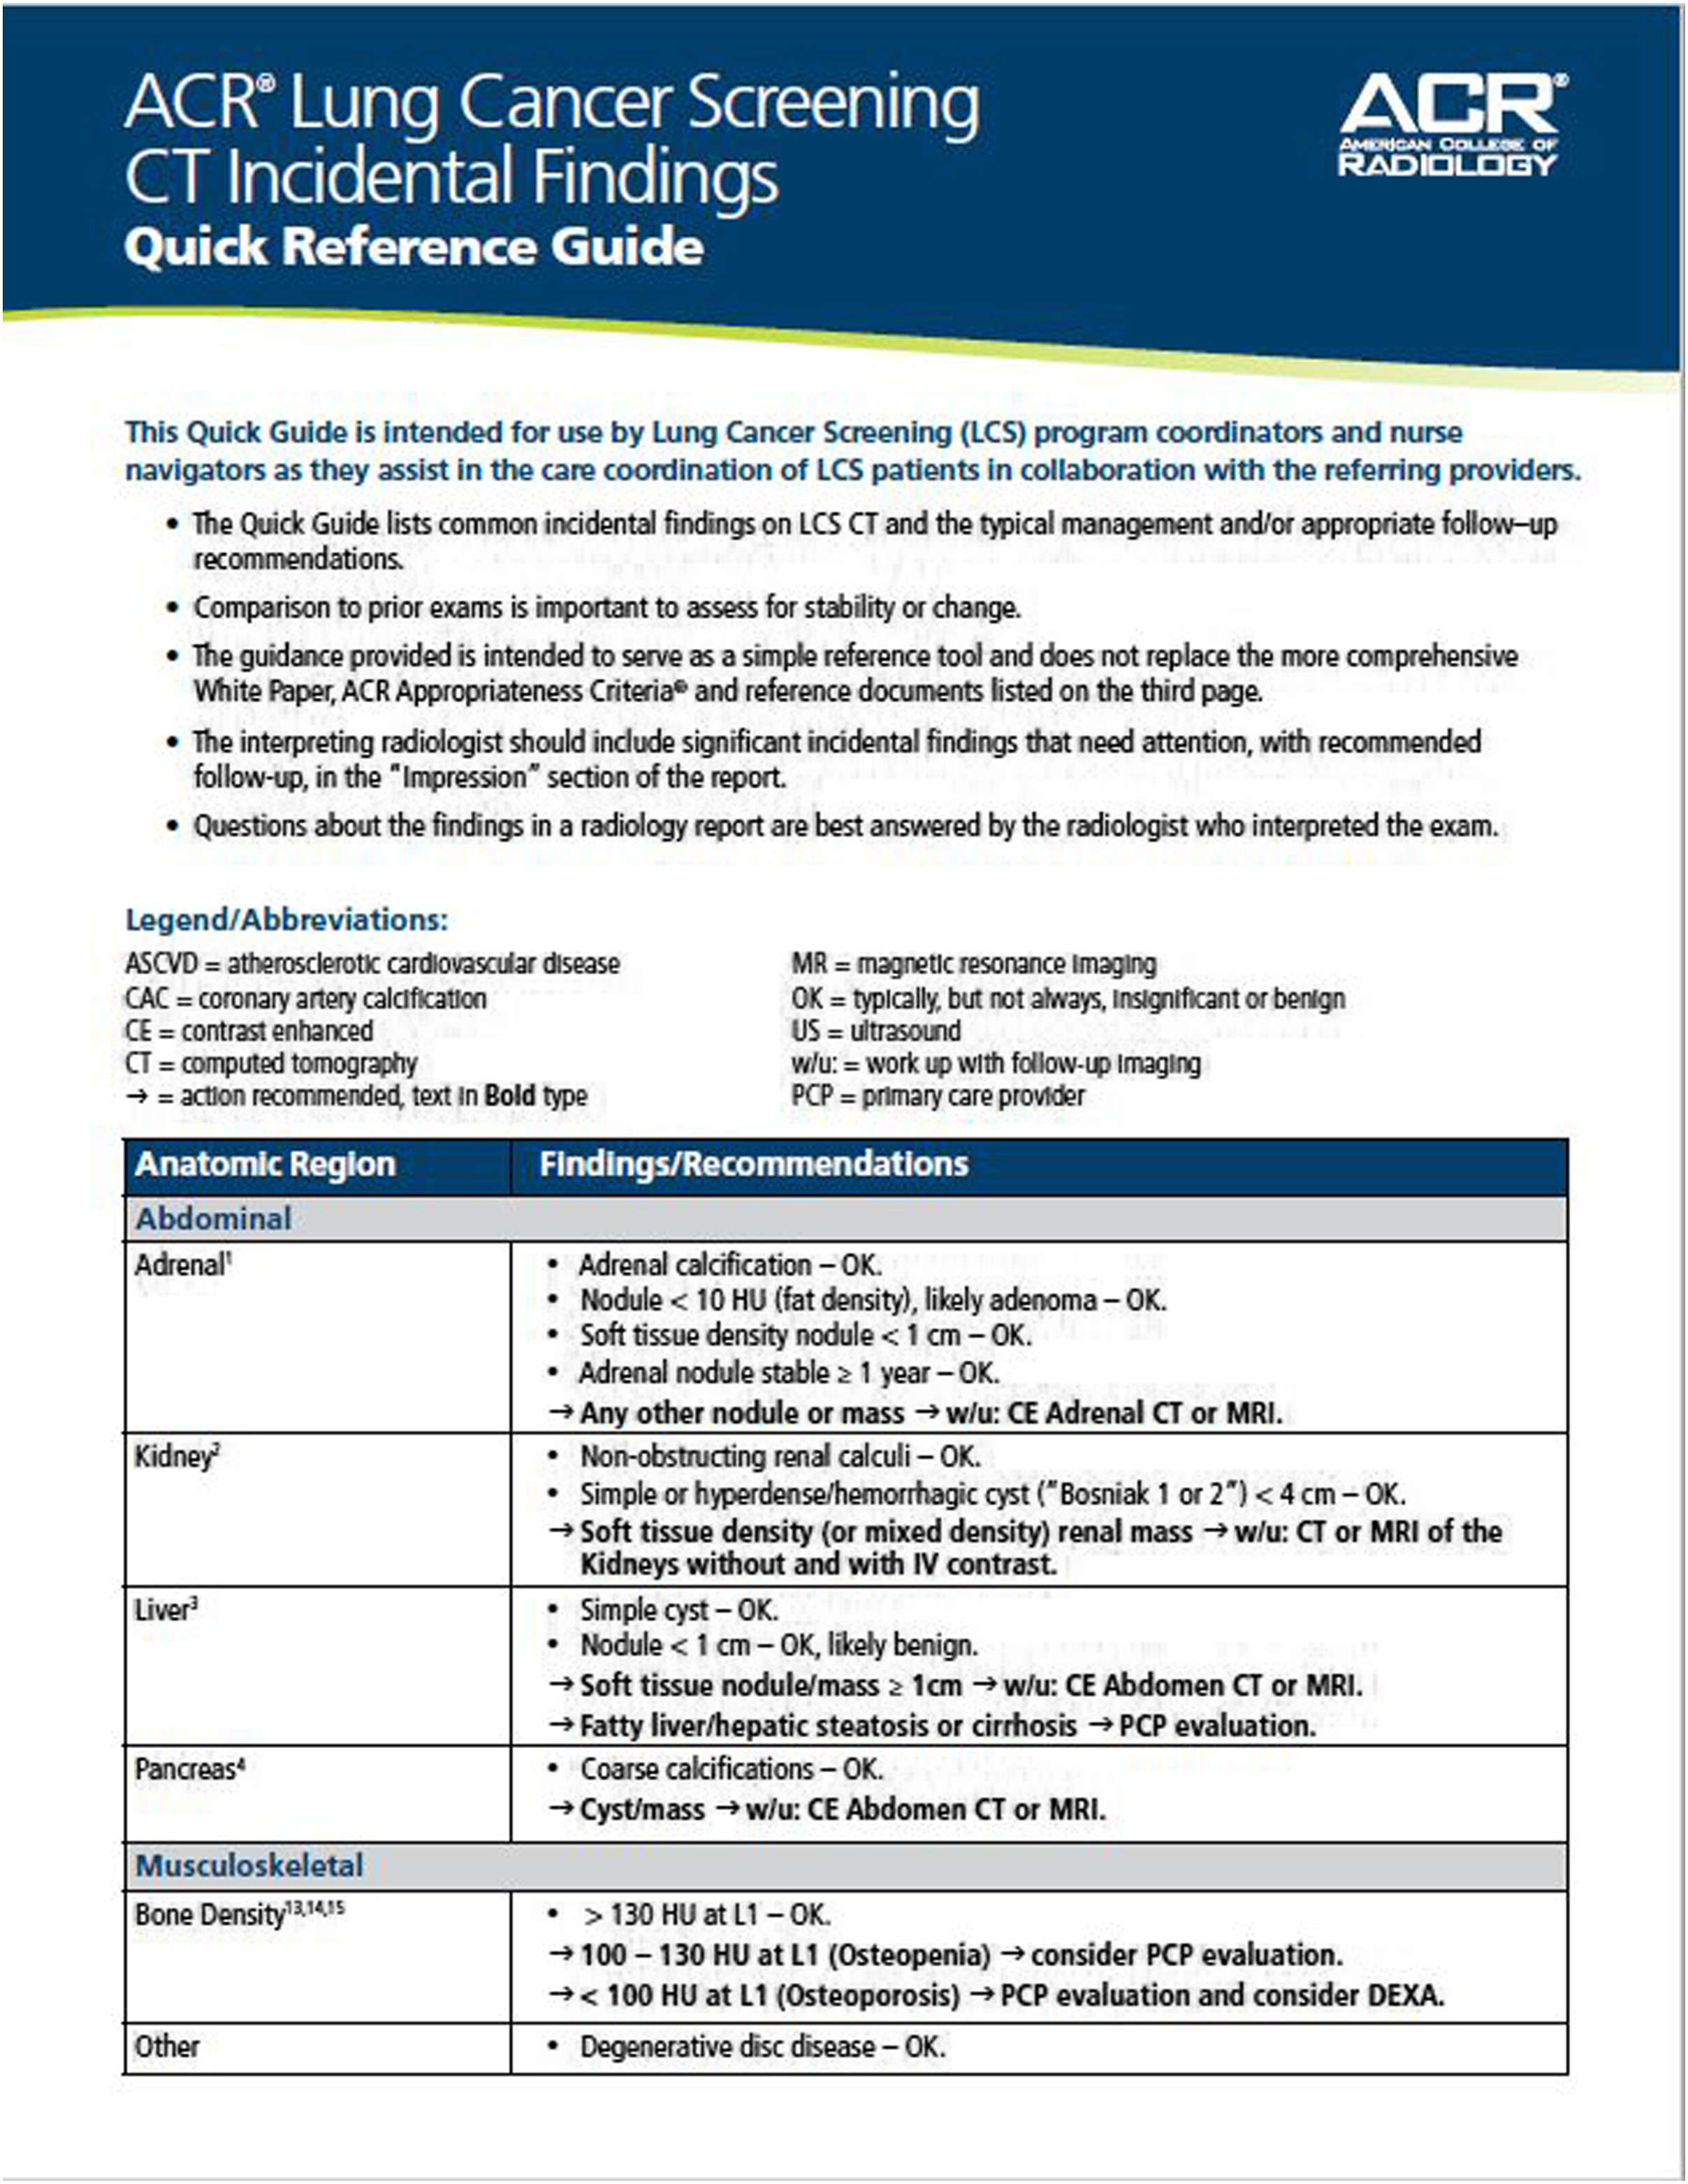 ACR® Lung Cancer Screening
CT Incidental Findings
Quick Reference Guide
ACR®
AMERICAN COLLEGE OF
RADIOLOGY
This Quick Guide is intended for use by Lung Cancer Screening (LCS) program coordinators and nurse
navigators as they assist in the care coordination of LCS patients in collaboration with the referring providers.
• The Quick Guide lists common incidental findings on LCS CT and the typical management and/or appropriate follow–up
recommendations.
• Comparison to prior exams is important to assess for stability or change.
• The guidance provided is intended to serve as a simple reference tool and does not replace the more comprehensive
White Paper, ACR Appropriateness Criteria® and reference documents listed on the third page.
• The interpreting radiologist should include significant incidental findings that need attention, with recommended
follow-up, in the "Impression" section of the report.
• Questions about the findings in a radiology report are best answered by the radiologist who interpreted the exam.
Legend/Abbreviations:
ASCVD = atherosclerotic cardiovascular disease
CAC = coronary artery calcification
CE = contrast enhanced
CT = computed tomography
→ = action recommended, text in Bold type
MR = magnetic resonance imaging
OK = typically, but not always, insignificant or benign
US = ultrasound
w/u: = work up with follow-up imaging
PCP = primary care provider
Anatomic Region Findings/Recommendations
Abdominal
Adrenal¹
• Adrenal calcification – OK.
• Nodule < 10 HU (fat density), likely adenoma – OK.
• Soft tissue density nodule < 1 cm – OK.
• Adrenal nodule stable ≥ 1 year – OK.
→ Any other nodule or mass → w/u: CE Adrenal CT or MRI.
Kidney²
• Non-obstructing renal calculi – OK.
• Simple or hyperdense/hemorrhagic cyst ("Bosniak 1 or 2") < 4 cm – OK.
→ Soft tissue density (or mixed density) renal mass → w/u: CT or MRI of the
Kidneys without and with IV contrast.
Liver³
• Simple cyst – OK.
• Nodule < 1 cm – OK, likely benign.
→ Soft tissue nodule/mass ≥ 1cm → w/u: CE Abdomen CT or MRI.
→ Fatty liver/hepatic steatosis or cirrhosis → PCP evaluation.
Pancreas⁴
• Coarse calcifications – OK.
→ Cyst/mass → w/u: CE Abdomen CT or MRI.
Musculoskeletal
Bone Density¹³,¹⁴,¹⁵
• > 130 HU at L1 – OK.
→ 100 – 130 HU at L1 (Osteopenia) → consider PCP evaluation.
→ < 100 HU at L1 (Osteoporosis) → PCP evaluation and consider DEXA.
Other
• Degenerative disc disease – OK.